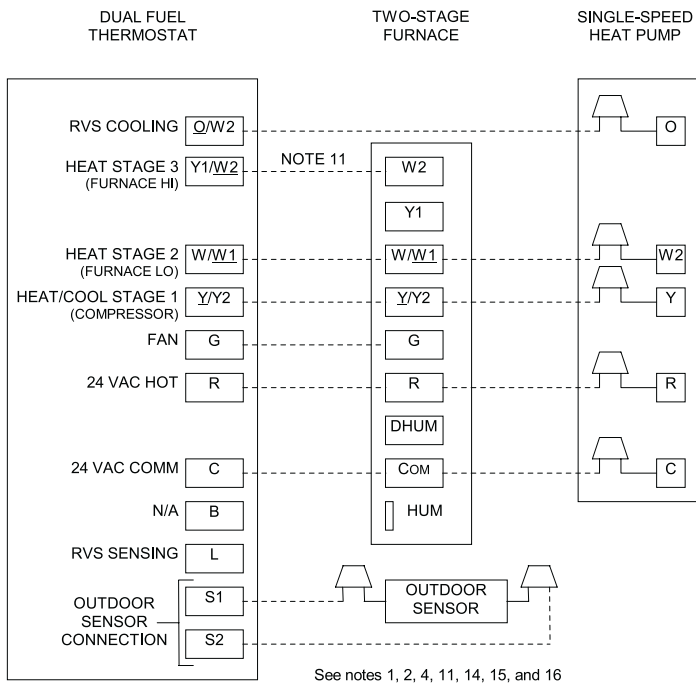 DUAL FUEL
THERMOSTAT
TWO-STAGE
FURNACE
SINGLE-SPEED
HEAT PUMP
RVS COOLING O/W2 O
HEAT STAGE 3 Y1/W2 NOTE 11 W2
(FURNACE HI)
Y1
HEAT STAGE 2 W/W1 W/W1 W2
(FURNACE LO)
HEAT/COOL STAGE 1 Y/Y2 Y/Y2 Y
(COMPRESSOR)
FAN G G
24 VAC HOT R R R
DHUM
24 VAC COMM C COM C
N/A B HUM
RVS SENSING L
OUTDOOR
SENSOR
CONNECTION
S1
S2
OUTDOOR
SENSOR
See notes 1, 2, 4, 11, 14, 15, and 16